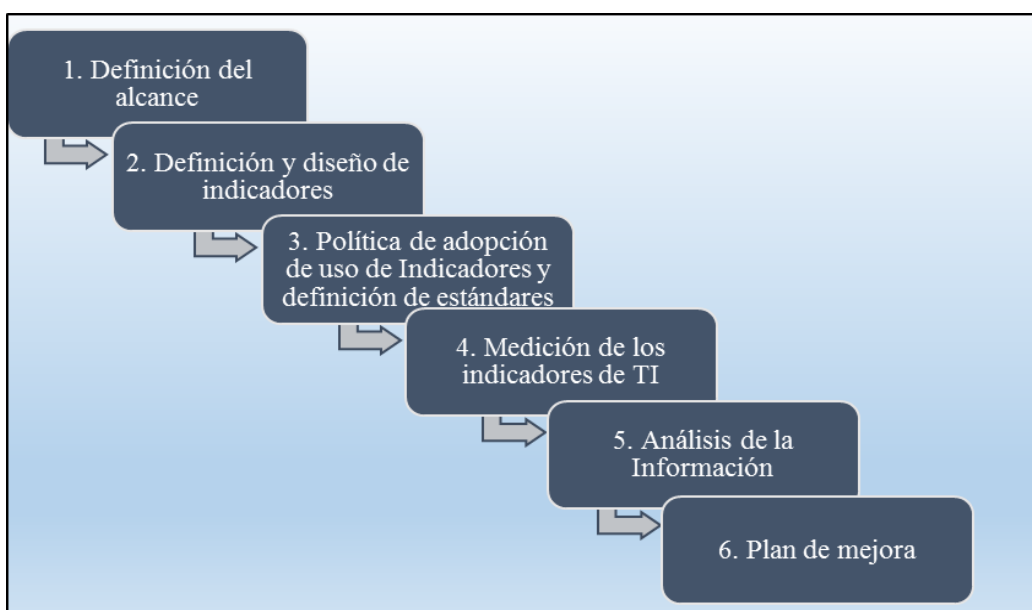 1. Definición del
alcance
2. Definición y diseño de
indicadores
3. Política de adopción
de uso de Indicadores y
definición de estándares
4. Medición de los
indicadores de TI
5. Análisis de la
Información
6. Plan de mejora